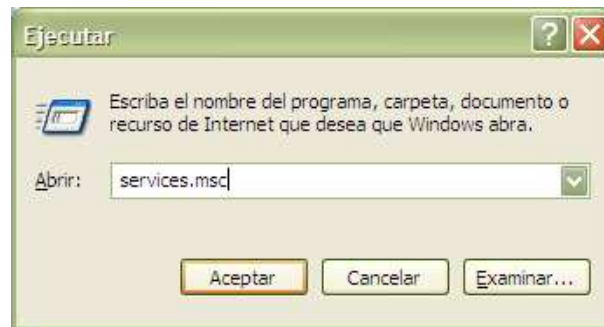 Ejecutar
Escriba el nombre del programa, carpeta, documento o
recurso de Internet que desea que Windows abra.
Abrir: services.msc
Aceptar Cancelar Examinar...